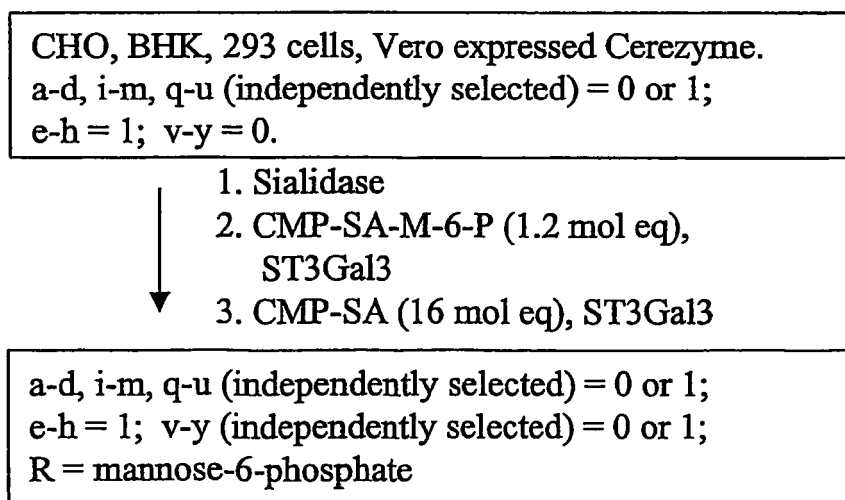 CHO, BHK, 293 cells, Vero expressed Cerezyme.
a-d, i-m, q-u (independently selected) = 0 or 1;
e-h = 1; v-y = 0.
1. Sialidase
2. CMP-SA-M-6-P (1.2 mol eq),
ST3Gal3
3. CMP-SA (16 mol eq), ST3Gal3
a-d, i-m, q-u (independently selected) = 0 or 1;
e-h = 1; v-y (independently selected) = 0 or 1;
R = mannose-6-phosphate